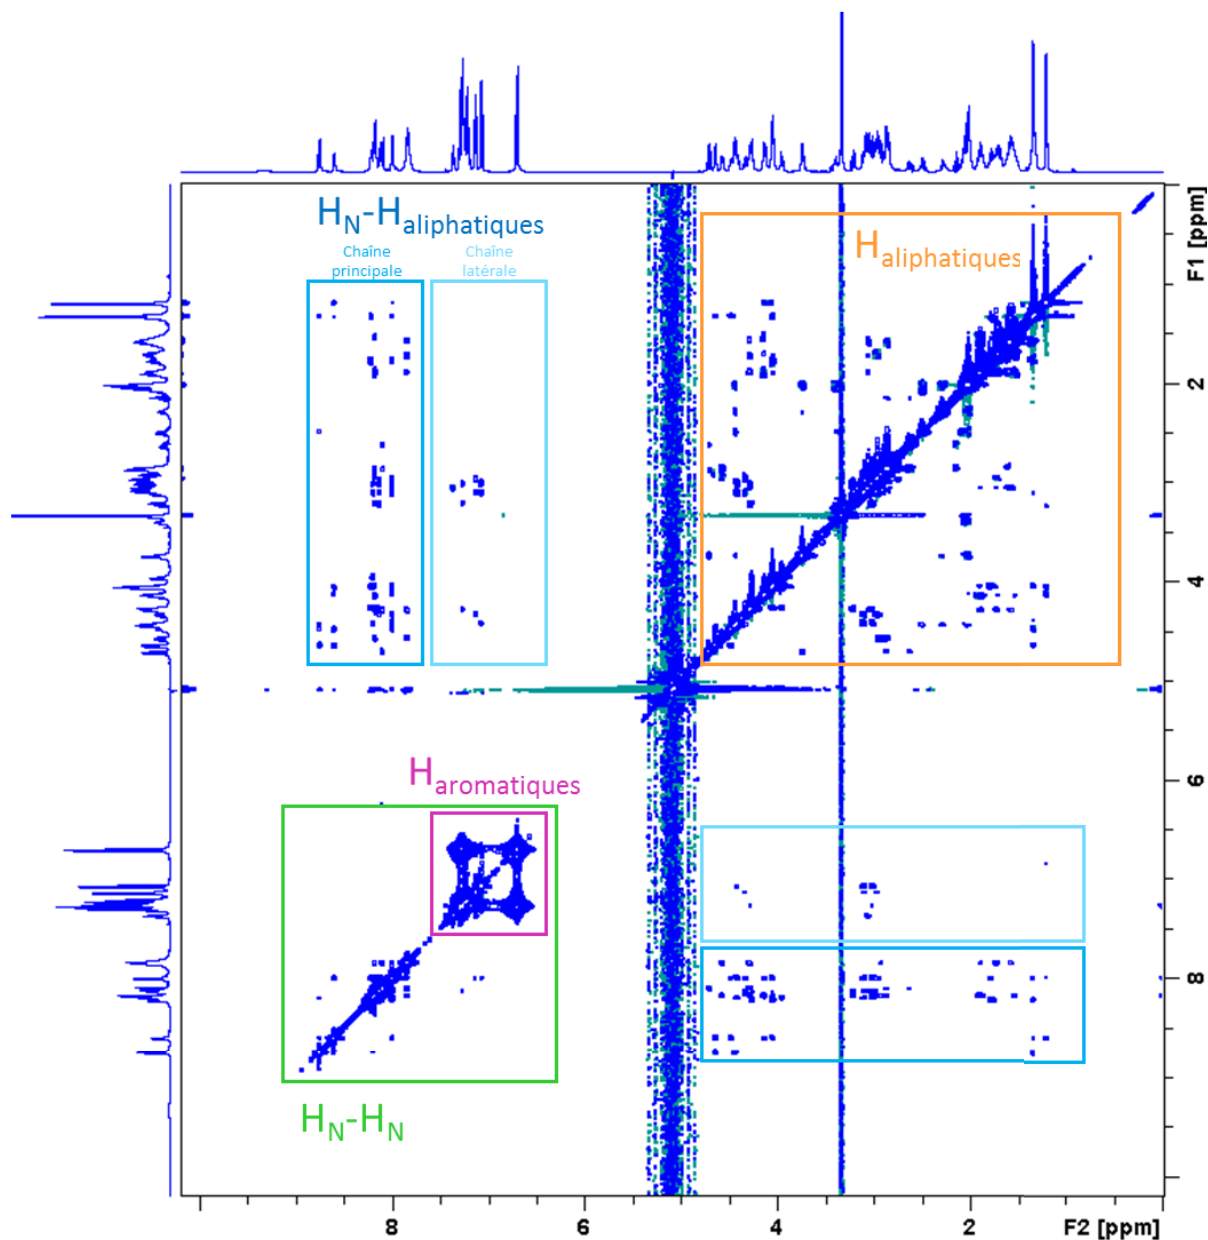 HN-Haliphatiques
Chaîne
principale
Chaîne
latérale
Haliphatiques
F1 [ppm]
2
4
6
8
Haromatiques
HN-HN
8
6
4
2
F2 [ppm]